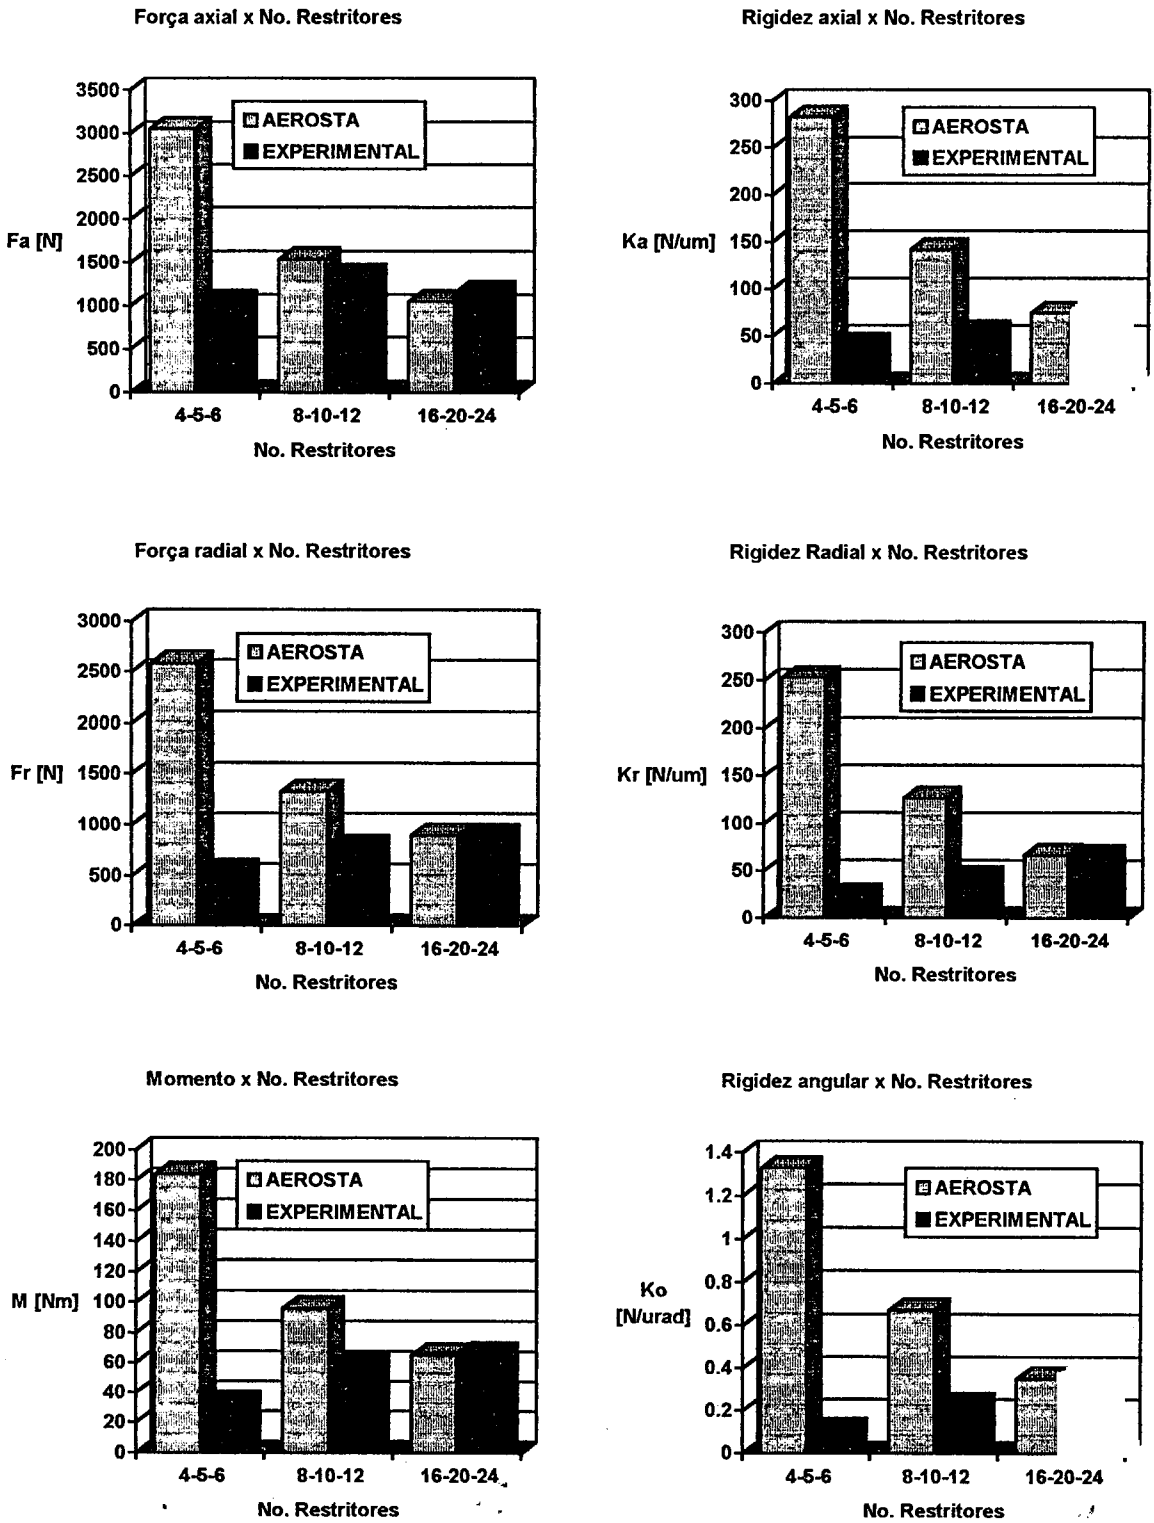 Força axial x No. Restritores
3500
3000
2500
2000
1500
1000
500
0
Fa [N]
AEROSTA
EXPERIMENTAL
4-5-6
8-10-12
16-20-24
No. Restritores
Rigidez axial x No. Restritores
300
250
200
150
100
50
0
Ka [N/um]
AEROSTA
EXPERIMENTAL
4-5-6
8-10-12
16-20-24
No. Restritores
Força radial x No. Restritores
3000
2500
2000
1500
1000
500
0
Fr [N]
AEROSTA
EXPERIMENTAL
4-5-6
8-10-12
16-20-24
No. Restritores
Rigidez Radial x No. Restritores
300
250
200
150
100
50
0
Kr [N/um]
AEROSTA
EXPERIMENTAL
4-5-6
8-10-12
16-20-24
No. Restritores
Momento x No. Restritores
200
180
160
140
120
100
80
60
40
20
0
M [Nm]
AEROSTA
EXPERIMENTAL
4-5-6
8-10-12
16-20-24
No. Restritores
Rigidez angular x No. Restritores
1.4
1.2
1
0.8
0.6
0.4
0.2
0
Ko
[N/urad]
AEROSTA
EXPERIMENTAL
4-5-6
8-10-12
16-20-24
No. Restritores